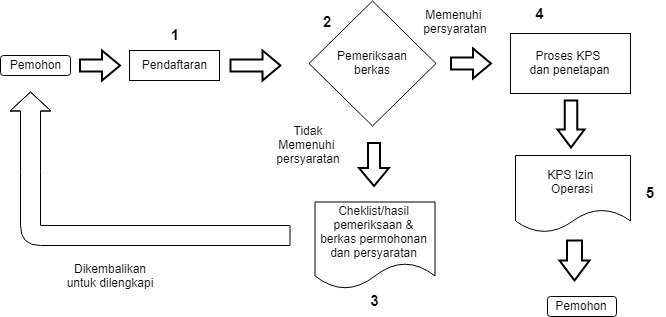 1
2
Memenuhi
persyaratan
4
Pemohon
Pendaftaran
Pemeriksaan
berkas
Proses KPS
dan penetapan
Tidak
Memenuhi
persyaratan
KPS Izin
Operasi
5
Cheklist/hasil
pemeriksaan &
berkas permohonan
dan persyaratan
3
Dikembalikan
untuk dilengkapi
Pemohon